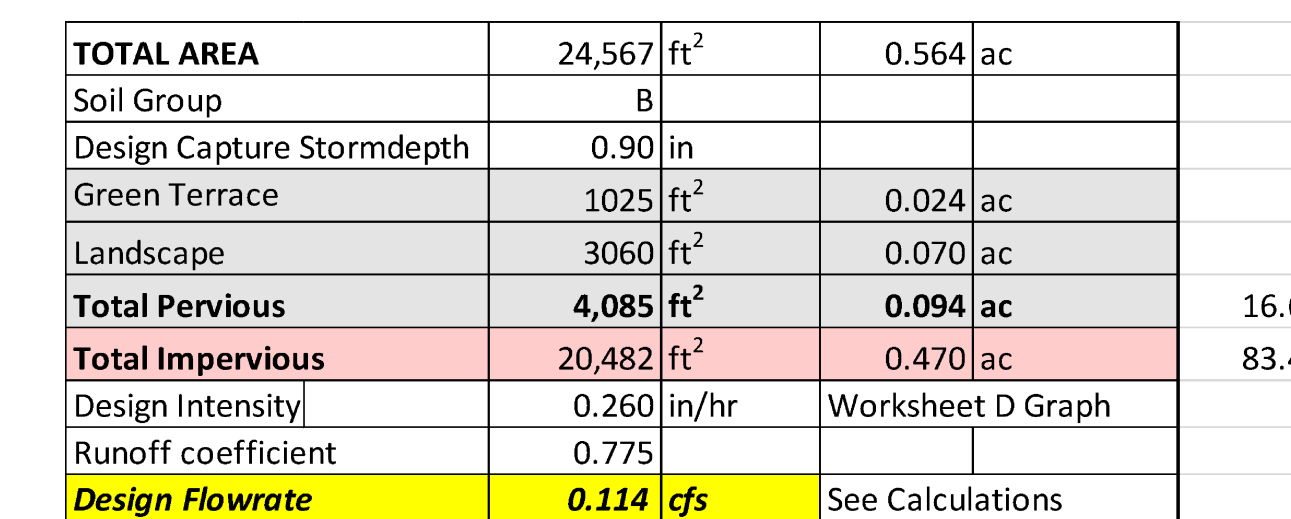 TOTAL AREA 24,567 ft² 0.564 ac
Soil Group B
Design Capture Stormdepth 0.90 in
Green Terrace 1025 ft² 0.024 ac
Landscape 3060 ft² 0.070 ac
Total Pervious 4,085 ft² 0.094 ac
Total Impervious 20,482 ft² 0.470 ac
Design Intensity 0.260 in/hr Worksheet D Graph
Runoff coefficient 0.775
Design Flowrate 0.114 cfs See Calculations